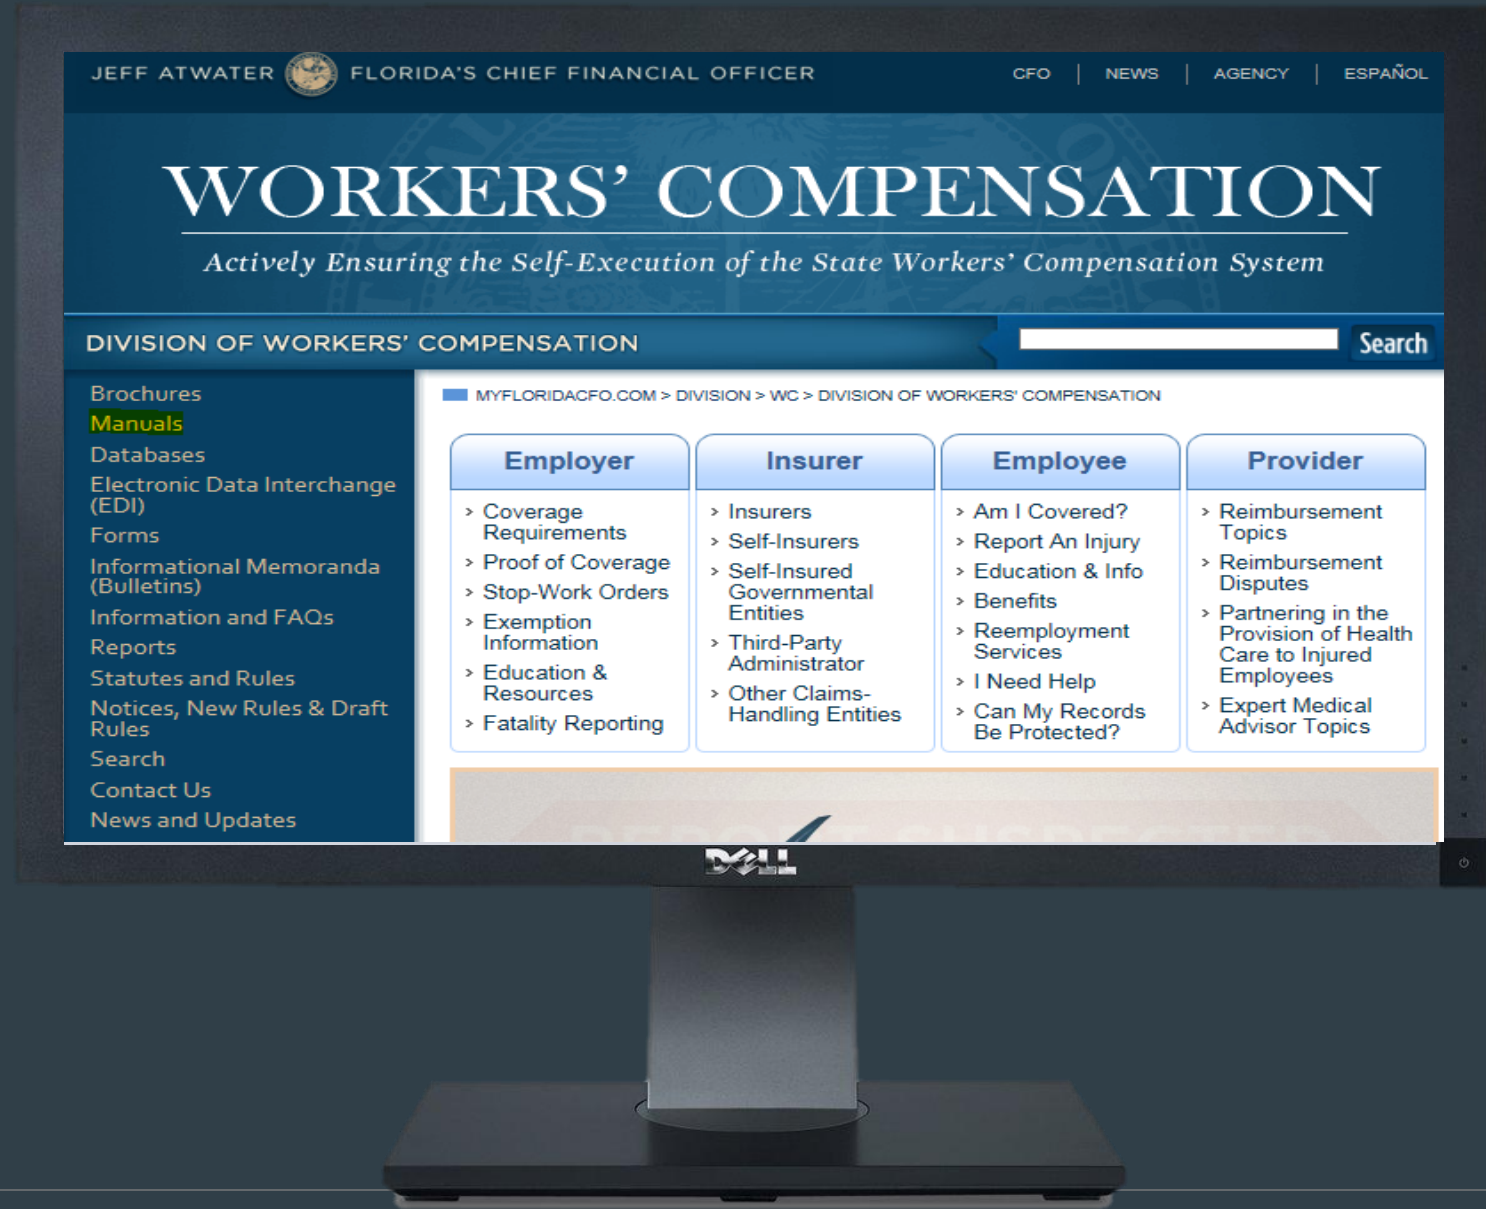 JEFF ATWATER FLORIDA'S CHIEF FINANCIAL OFFICER
CFO | NEWS | AGENCY | ESPAÑOL
WORKERS' COMPENSATION
Actively Ensuring the Self-Execution of the State Workers' Compensation System
DIVISION OF WORKERS' COMPENSATION
Search
Brochures
Manuals
Databases
Electronic Data Interchange
(EDI)
Forms
Informational Memoranda
(Bulletins)
Information and FAQs
Reports
Statutes and Rules
Notices, New Rules & Draft
Rules
Search
Contact Us
News and Updates
MYFLORIDACFO.COM > DIVISION > WC > DIVISION OF WORKERS' COMPENSATION
Employer
> Coverage
Requirements
> Proof of Coverage
> Stop-Work Orders
> Exemption
Information
> Education &
Resources
> Fatality Reporting
Insurer
> Insurers
> Self-Insurers
> Self-Insured
Governmental
Entities
> Third-Party
Administrator
> Other Claims-
Handling Entities
Employee
> Am I Covered?
> Report An Injury
> Education & Info
> Benefits
> Reemployment
Services
> I Need Help
> Can My Records
Be Protected?
Provider
> Reimbursement
Topics
> Reimbursement
Disputes
> Partnering in the
Provision of Health
Care to Injured
Employees
> Expert Medical
Advisor Topics
DELL